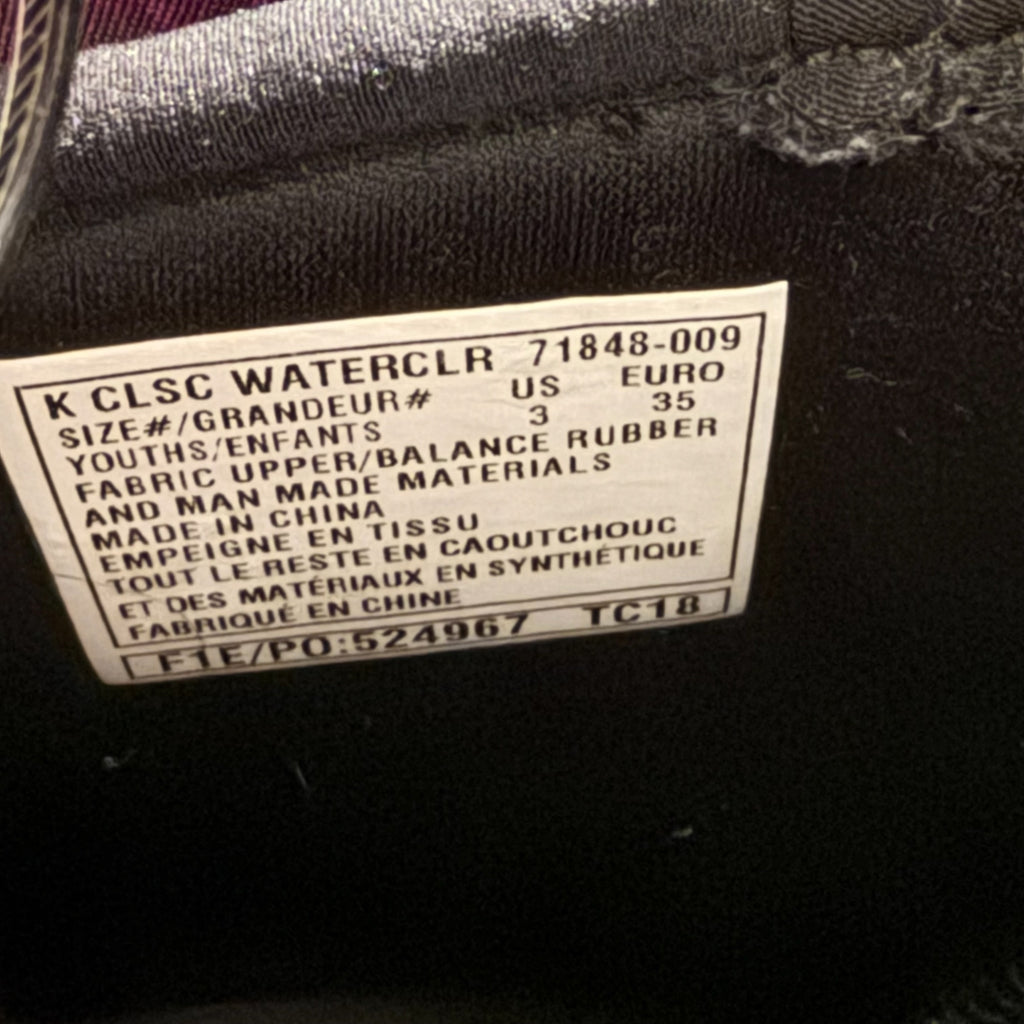 K CLSC WATERCLR 71848-009
SIZE#/GRANDEUR# US EURO
YOUTHS/ENFANTS 3 35
FABRIC UPPER/BALANCE RUBBER
AND MAN MADE MATERIALS
MADE IN CHINA
EMPEIGNE EN TISSU
TOUT LE RESTE EN CAOUTCHOUC
ET DES MATÉRIAUX EN SYNTHÉTIQUE
FABRIQUÉ EN CHINE
F1E/PO:524967 TC18